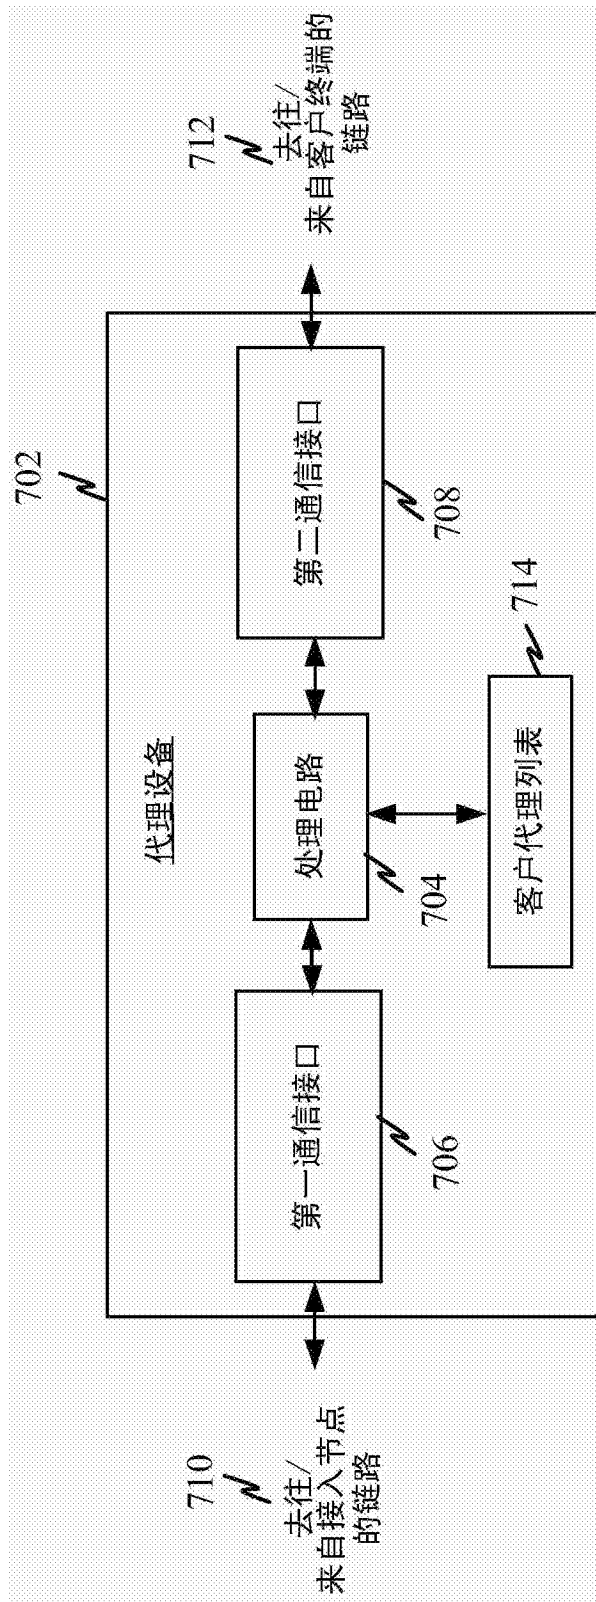 702
代理设备
710
去往/
来自接入节点
的链路
第一通信接口
706
处理电路
704
第二通信接口
708
712
去往/
来自客户终端的
链路
客户代理列表
714